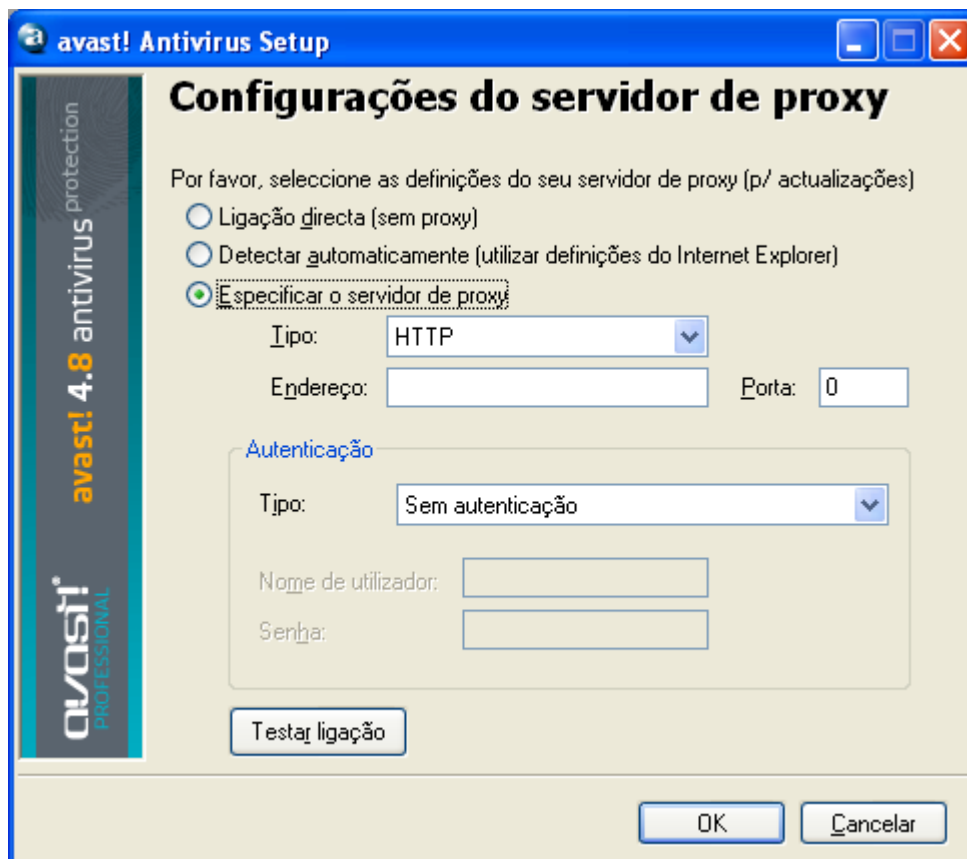 avast! Antivirus Setup
Configurações do servidor de proxy
Por favor, seleccione as definições do seu servidor de proxy (p/ actualizações)
Ligação directa (sem proxy)
Detectar automaticamente (utilizar definições do Internet Explorer)
Especificar o servidor de proxy
Tipo: HTTP
Endereço: Porta: 0
Autenticação
Tipo: Sem autenticação
Nome de utilizador:
Senha:
Testar ligação
OK Cancelar
avast! 4.8 antivirus protection
avast!
PROFESSIONAL